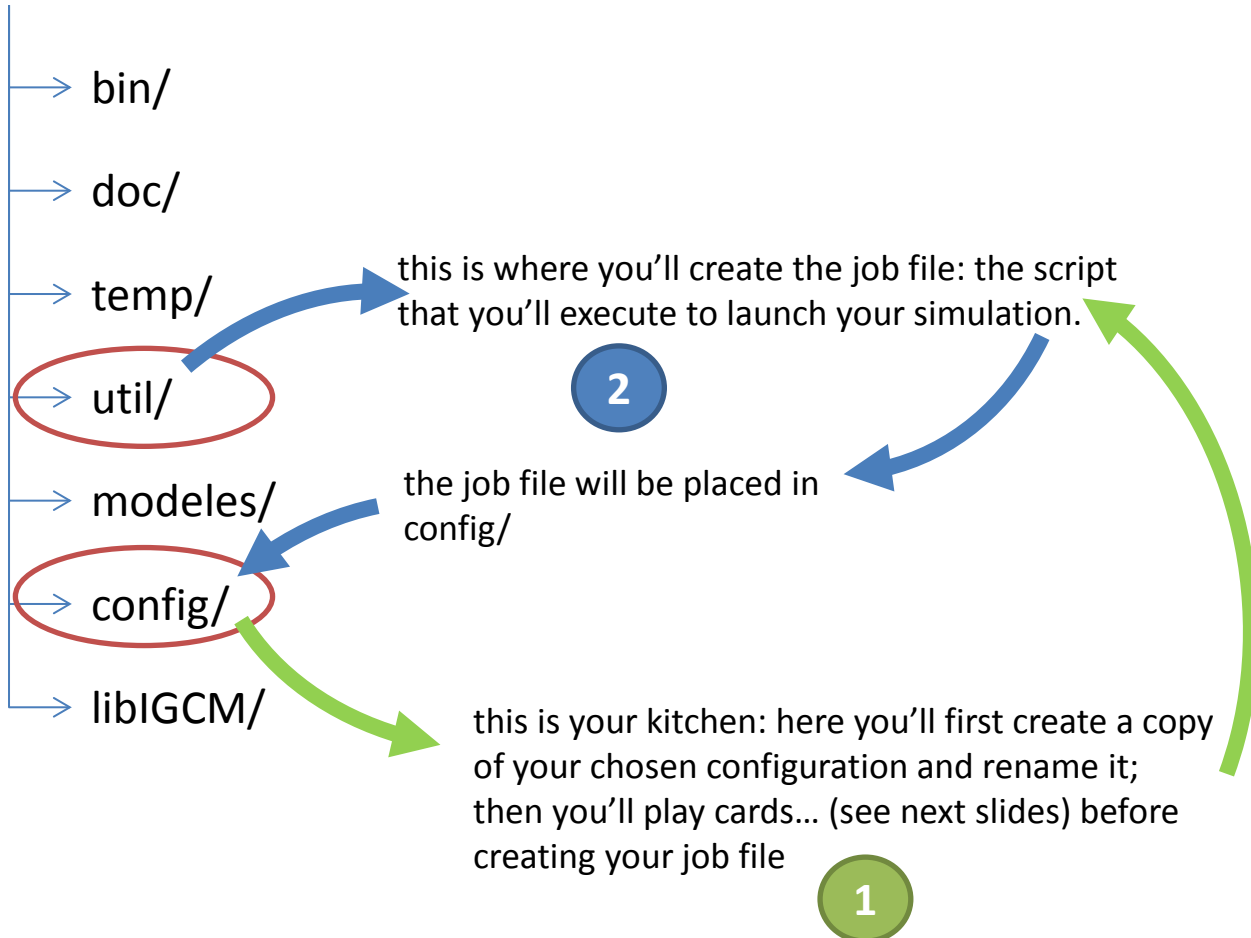 bin/
doc/
temp/
this is where you’ll create the job file: the script
that you’ll execute to launch your simulation.
util/
2
modeles/
the job file will be placed in
config/
config/
libIGCM/
this is your kitchen: here you’ll first create a copy
of your chosen configuration and rename it;
then you’ll play cards… (see next slides) before
creating your job file
1